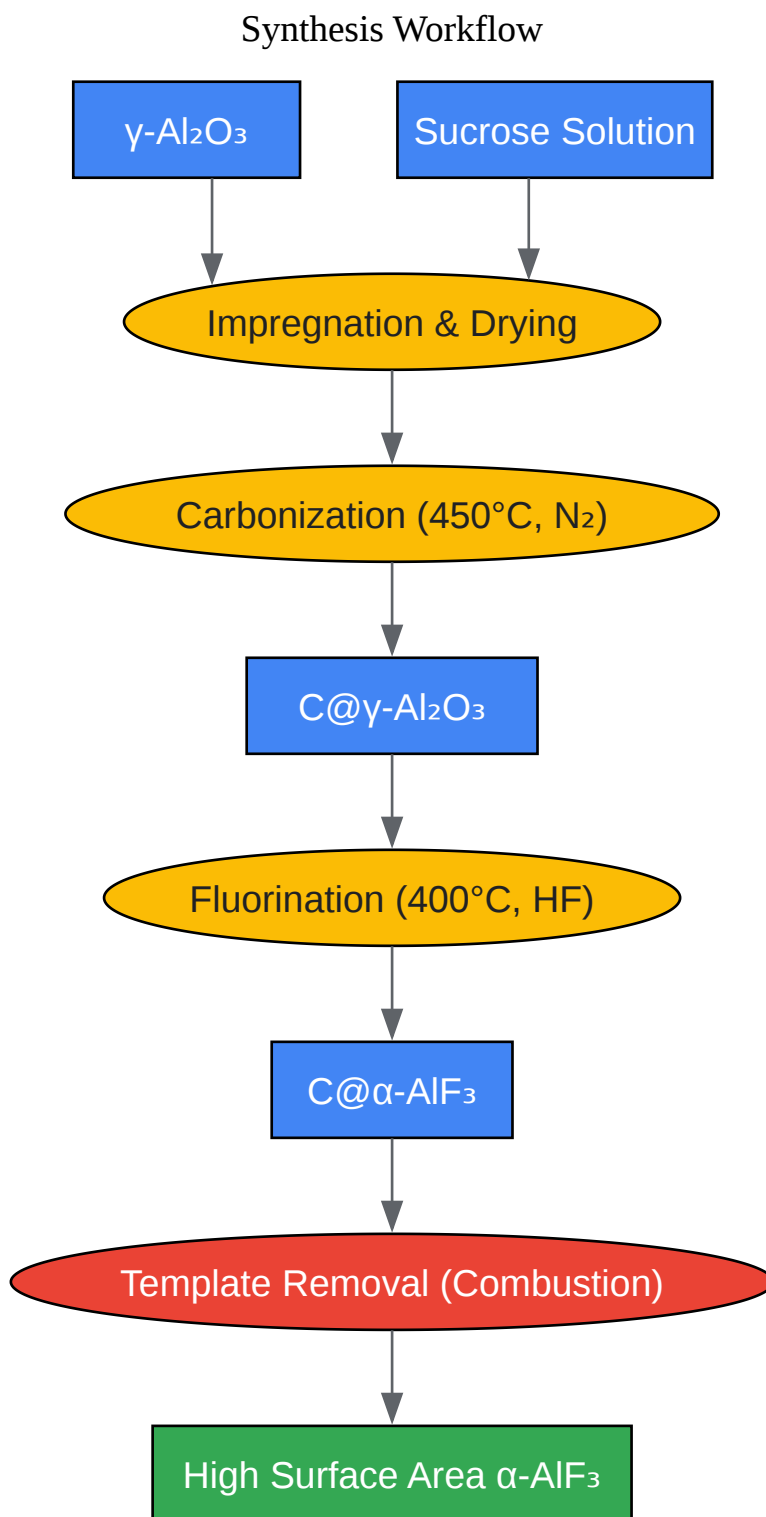 Synthesis Workflow
γ-Al₂O₃
Sucrose Solution
Impregnation & Drying
Carbonization (450°C, N₂)
C@γ-Al₂O₃
Fluorination (400°C, HF)
C@α-AlF₃
Template Removal (Combustion)
High Surface Area α-AlF₃